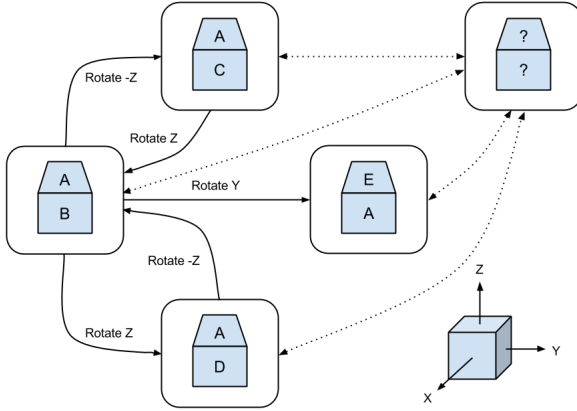 A
C
?
?
Rotate -Z
Rotate Z
A
B
Rotate Y
E
A
Rotate -Z
Rotate Z
A
D
Z
Y
X